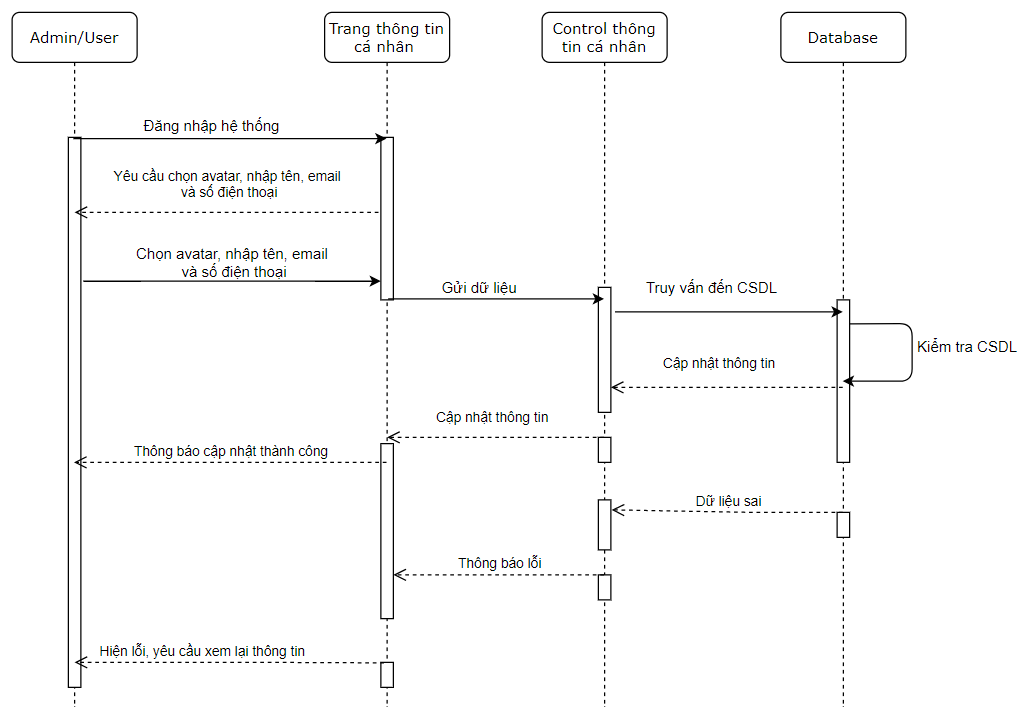 Admin/User
Trang thông tin
cá nhân
Control thông
tin cá nhân
Database
Đăng nhập hệ thống
Yêu cầu chọn avatar, nhập tên, email
và số điện thoại
Chọn avatar, nhập tên, email
và số điện thoại
Gửi dữ liệu
Truy vấn đến CSDL
Kiểm tra CSDL
Cập nhật thông tin
Cập nhật thông tin
Thông báo cập nhật thành công
Dữ liệu sai
Thông báo lỗi
Hiện lỗi, yêu cầu xem lại thông tin